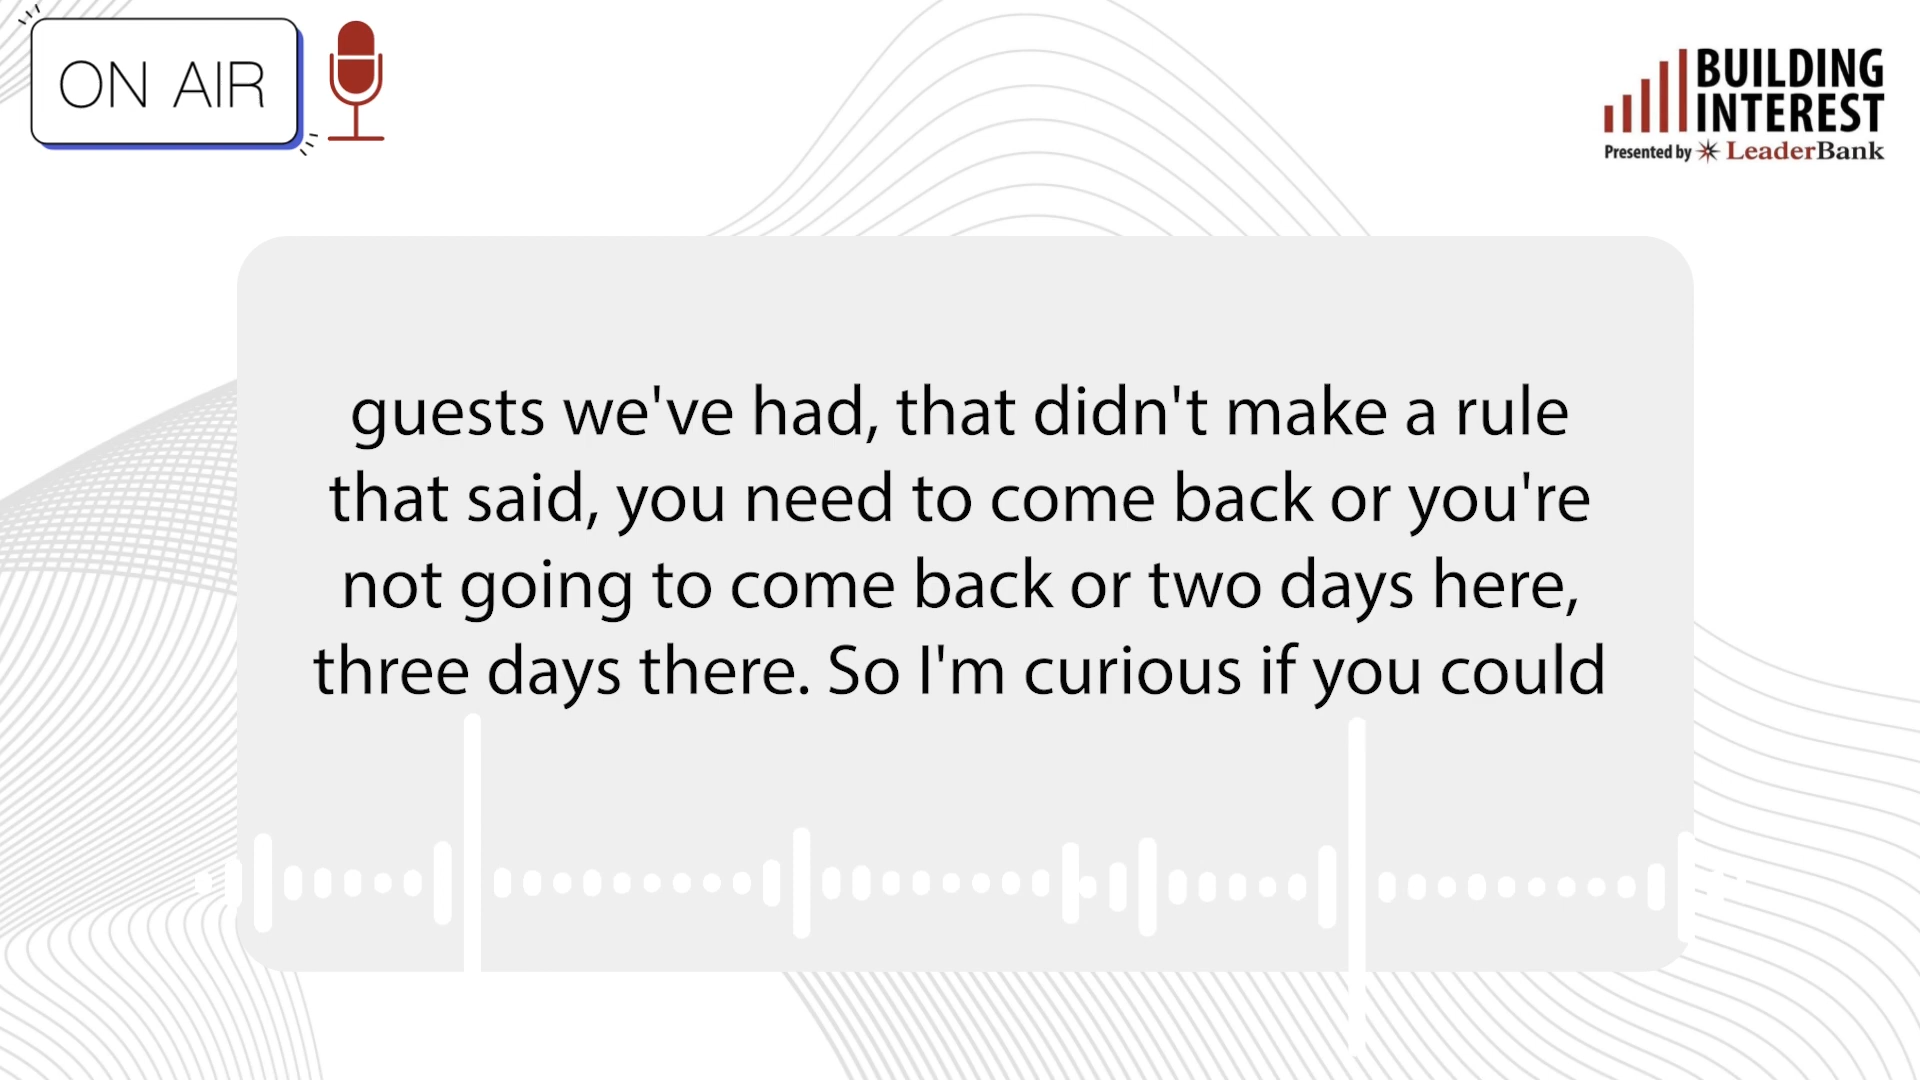 ON AIR
BUILDING
INTEREST
Presented by LeaderBank
guests we've had, that didn't make a rule
that said, you need to come back or you're
not going to come back or two days here,
three days there. So I'm curious if you could